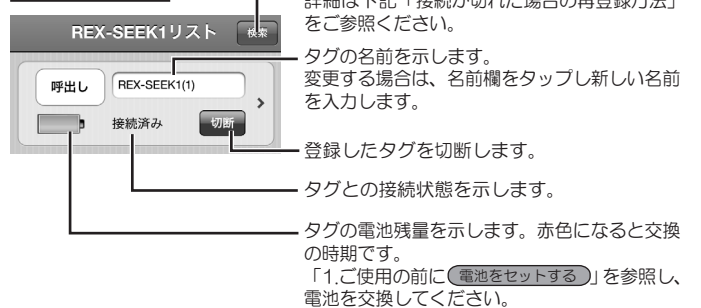 詳細は下記「接続が切れた場合の再登録方法」
をご参照ください。
REX-SEEK1リスト
検索
タグの名前を示します。
変更する場合は、名前欄をタップし新しい名前
を入力します。
呼出し
REX-SEEK1(1)
接続済み
切断
登録したタグを切断します。
タグとの接続状態を示します。
タグの電池残量を示します。赤色になると交換
の時期です。
「1.ご使用の前に 電池をセットする 」を参照し、
電池を交換してください。